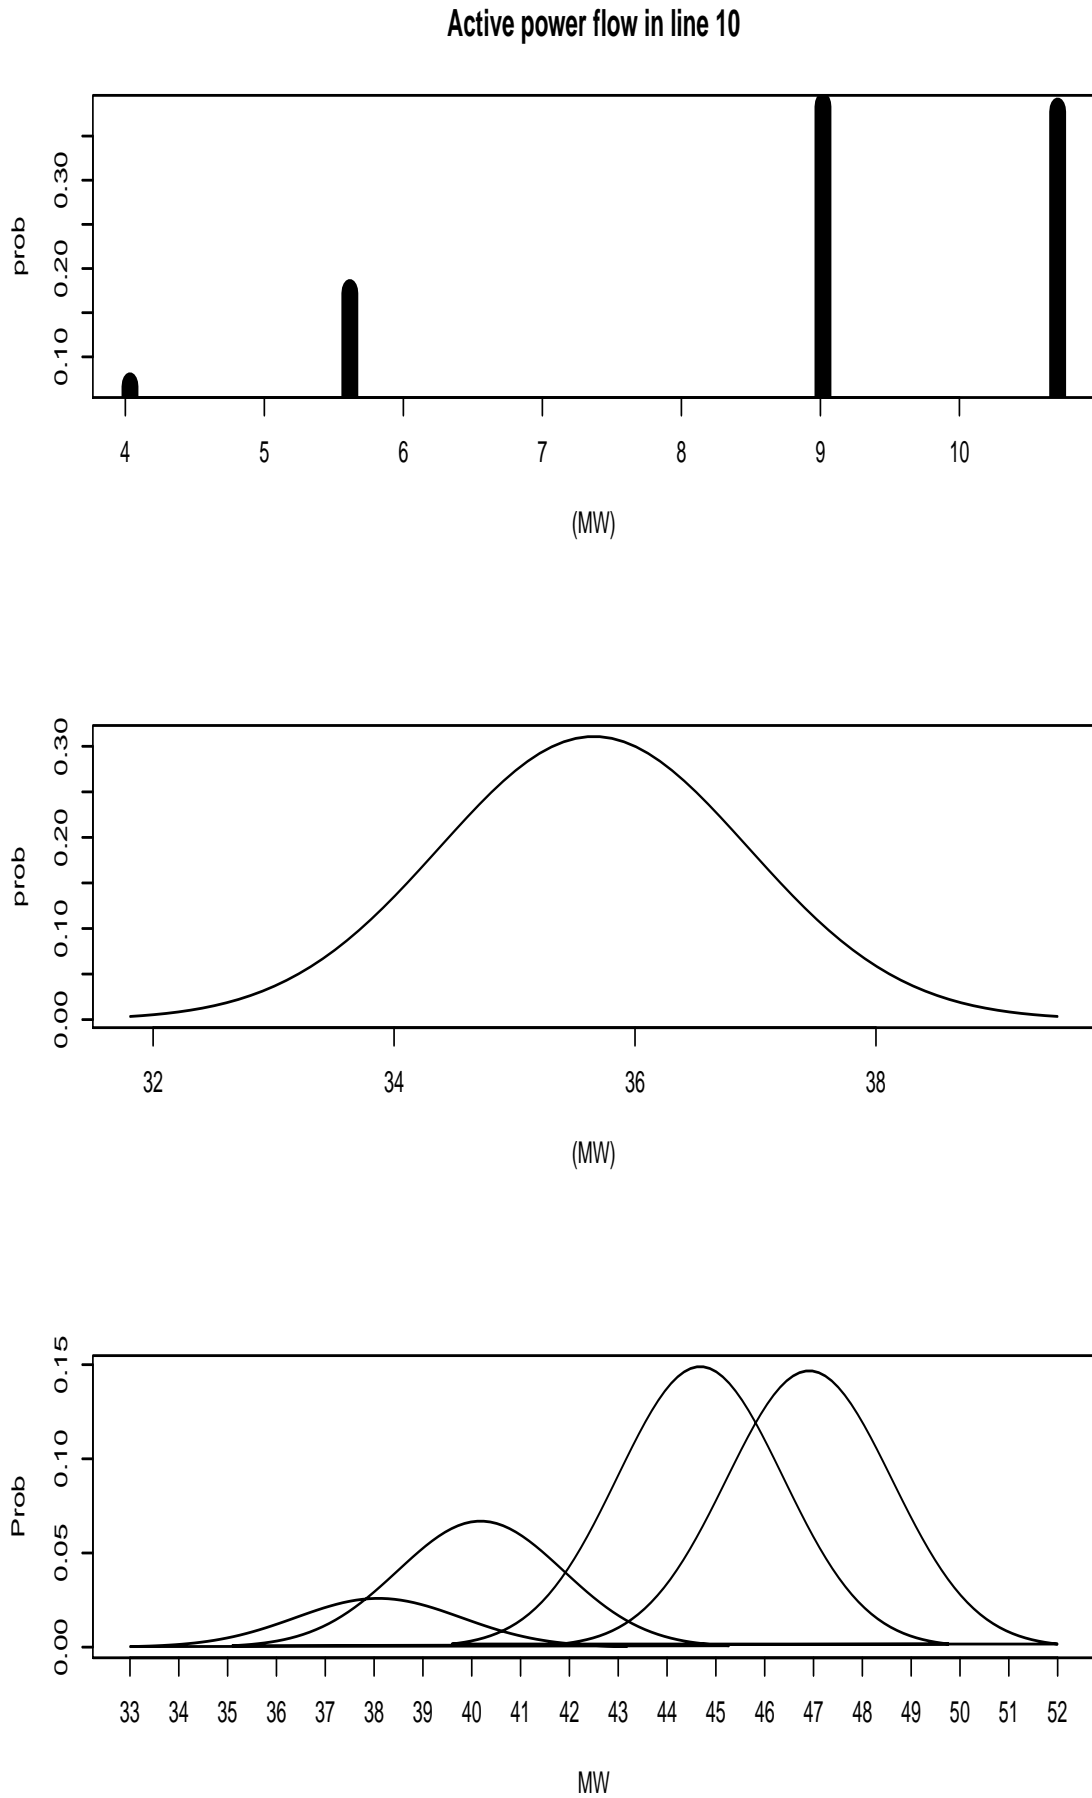 Active power flow in line 10
prob
0.10 0.20 0.30
4 5 6 7 8 9 10
(MW)
prob
0.00 0.10 0.20 0.30
32 34 36 38
(MW)
Prob
0.00 0.05 0.10 0.15
33 34 35 36 37 38 39 40 41 42 43 44 45 46 47 48 49 50 51 52
MW